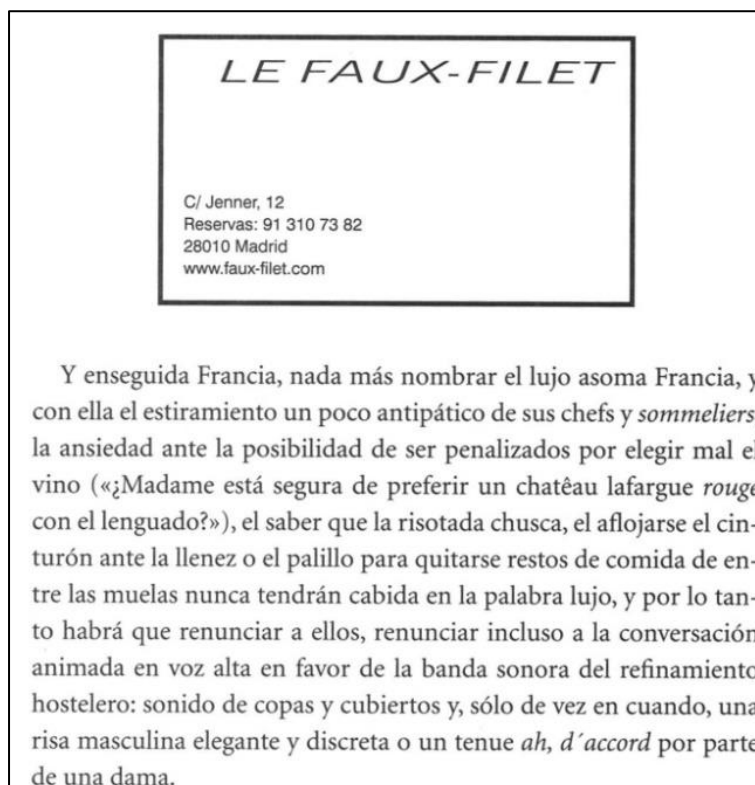 LE FAUX-FILET
C/ Jenner, 12
Reservas: 91 310 73 82
28010 Madrid
www.faux-filet.com
Y enseguida Francia, nada más nombrar el lujo asoma Francia, y
con ella el estiramiento un poco antipático de sus chefs y sommeliers,
la ansiedad ante la posibilidad de ser penalizados por elegir mal el
vino («¿Madame está segura de preferir un chatêau lafargue rouge
con el lenguado?»), el saber que la risotada chusca, el aflojarse el cin-
turón ante la llenez o el palillo para quitarse restos de comida de en-
tre las muelas nunca tendrán cabida en la palabra lujo, y por lo tan-
to habrá que renunciar a ellos, renunciar incluso a la conversación
animada en voz alta en favor de la banda sonora del refinamiento
hostelero: sonido de copas y cubiertos y, sólo de vez en cuando, una
risa masculina elegante y discreta o un tenue ah, d´accord por parte
de una dama.